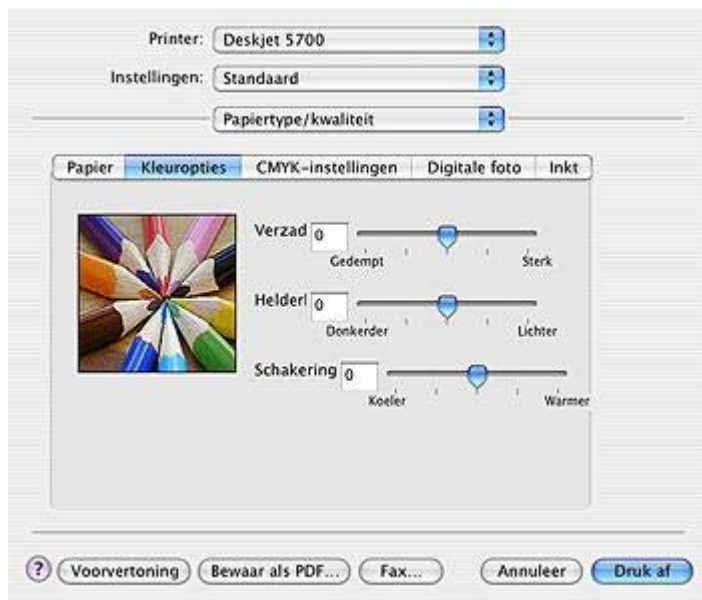 Printer: Deskjet 5700
Instellingen: Standaard
Papiertype/kwaliteit
Papier Kleuropties CMYK-instellingen Digitale foto Inkt
Verzad 0
Gedempt Sterk
Helderl 0
Donkerder Lichter
Schakering 0
Koeler Warmer
? Voorvertoning Bewaar als PDF... Fax... Annuleer Druk af